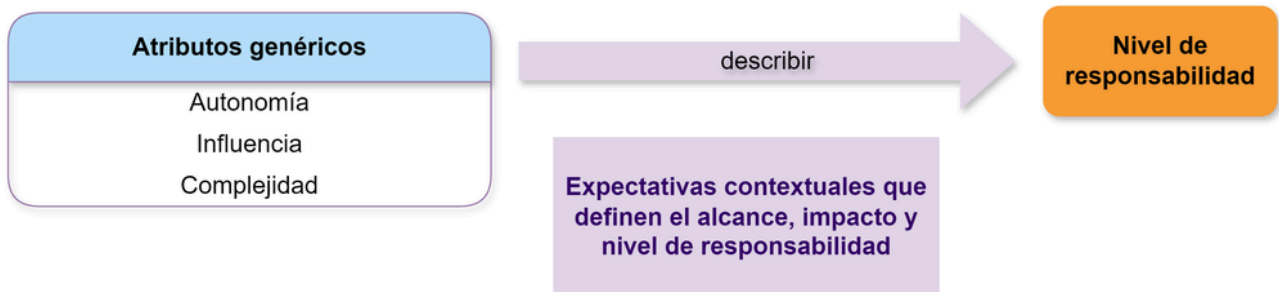 Atributos genéricos
Autonomía
Influencia
Complejidad
describir
Expectativas contextuales que
definen el alcance, impacto y
nivel de responsabilidad
Nivel de
responsabilidad